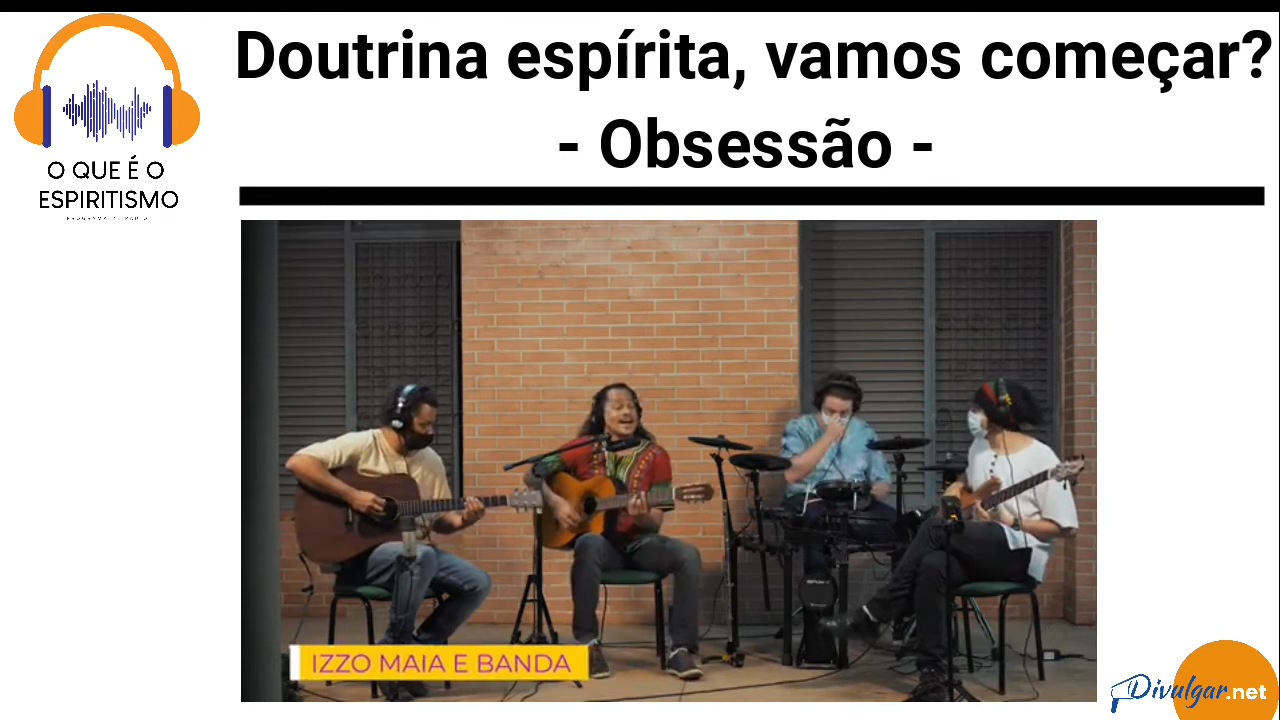 Doutrina espírita, vamos começar?
- Obsessão -
O QUE É O
ESPIRITISMO
IZZO MAIA E BANDA
Divulgar.net